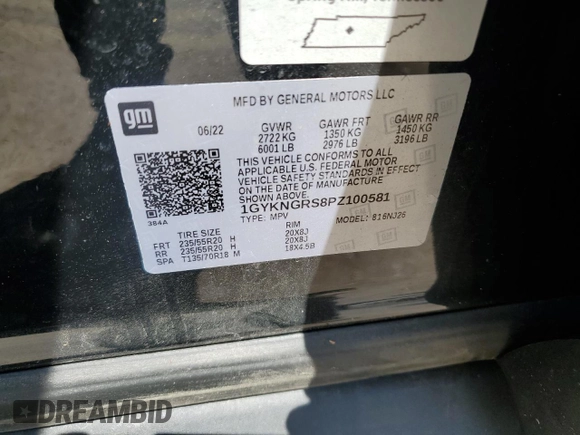 gm
MFD BY GENERAL MOTORS LLC
06/22 GVWR GAWR FRT GAWR RR
2722 KG 1350 KG 1450 KG
6001 LB 2976 LB 3196 LB
THIS VEHICLE CONFORMS TO ALL
APPLICABLE U.S. FEDERAL MOTOR
VEHICLE SAFETY STANDARDS IN
EFFECT ON THE DATE OF MANUFACTURE
SHOWN ABOVE.
1GYKNGRS8PZ100581
TYPE: MPV MODEL: 816NJ26
384A
TIRE SIZE RIM
FRT 235/55R20 H 20X8J
RR 235/55R20 H 20X8J
SPA T135/70R18 M 18X4.5B
DREAMBID